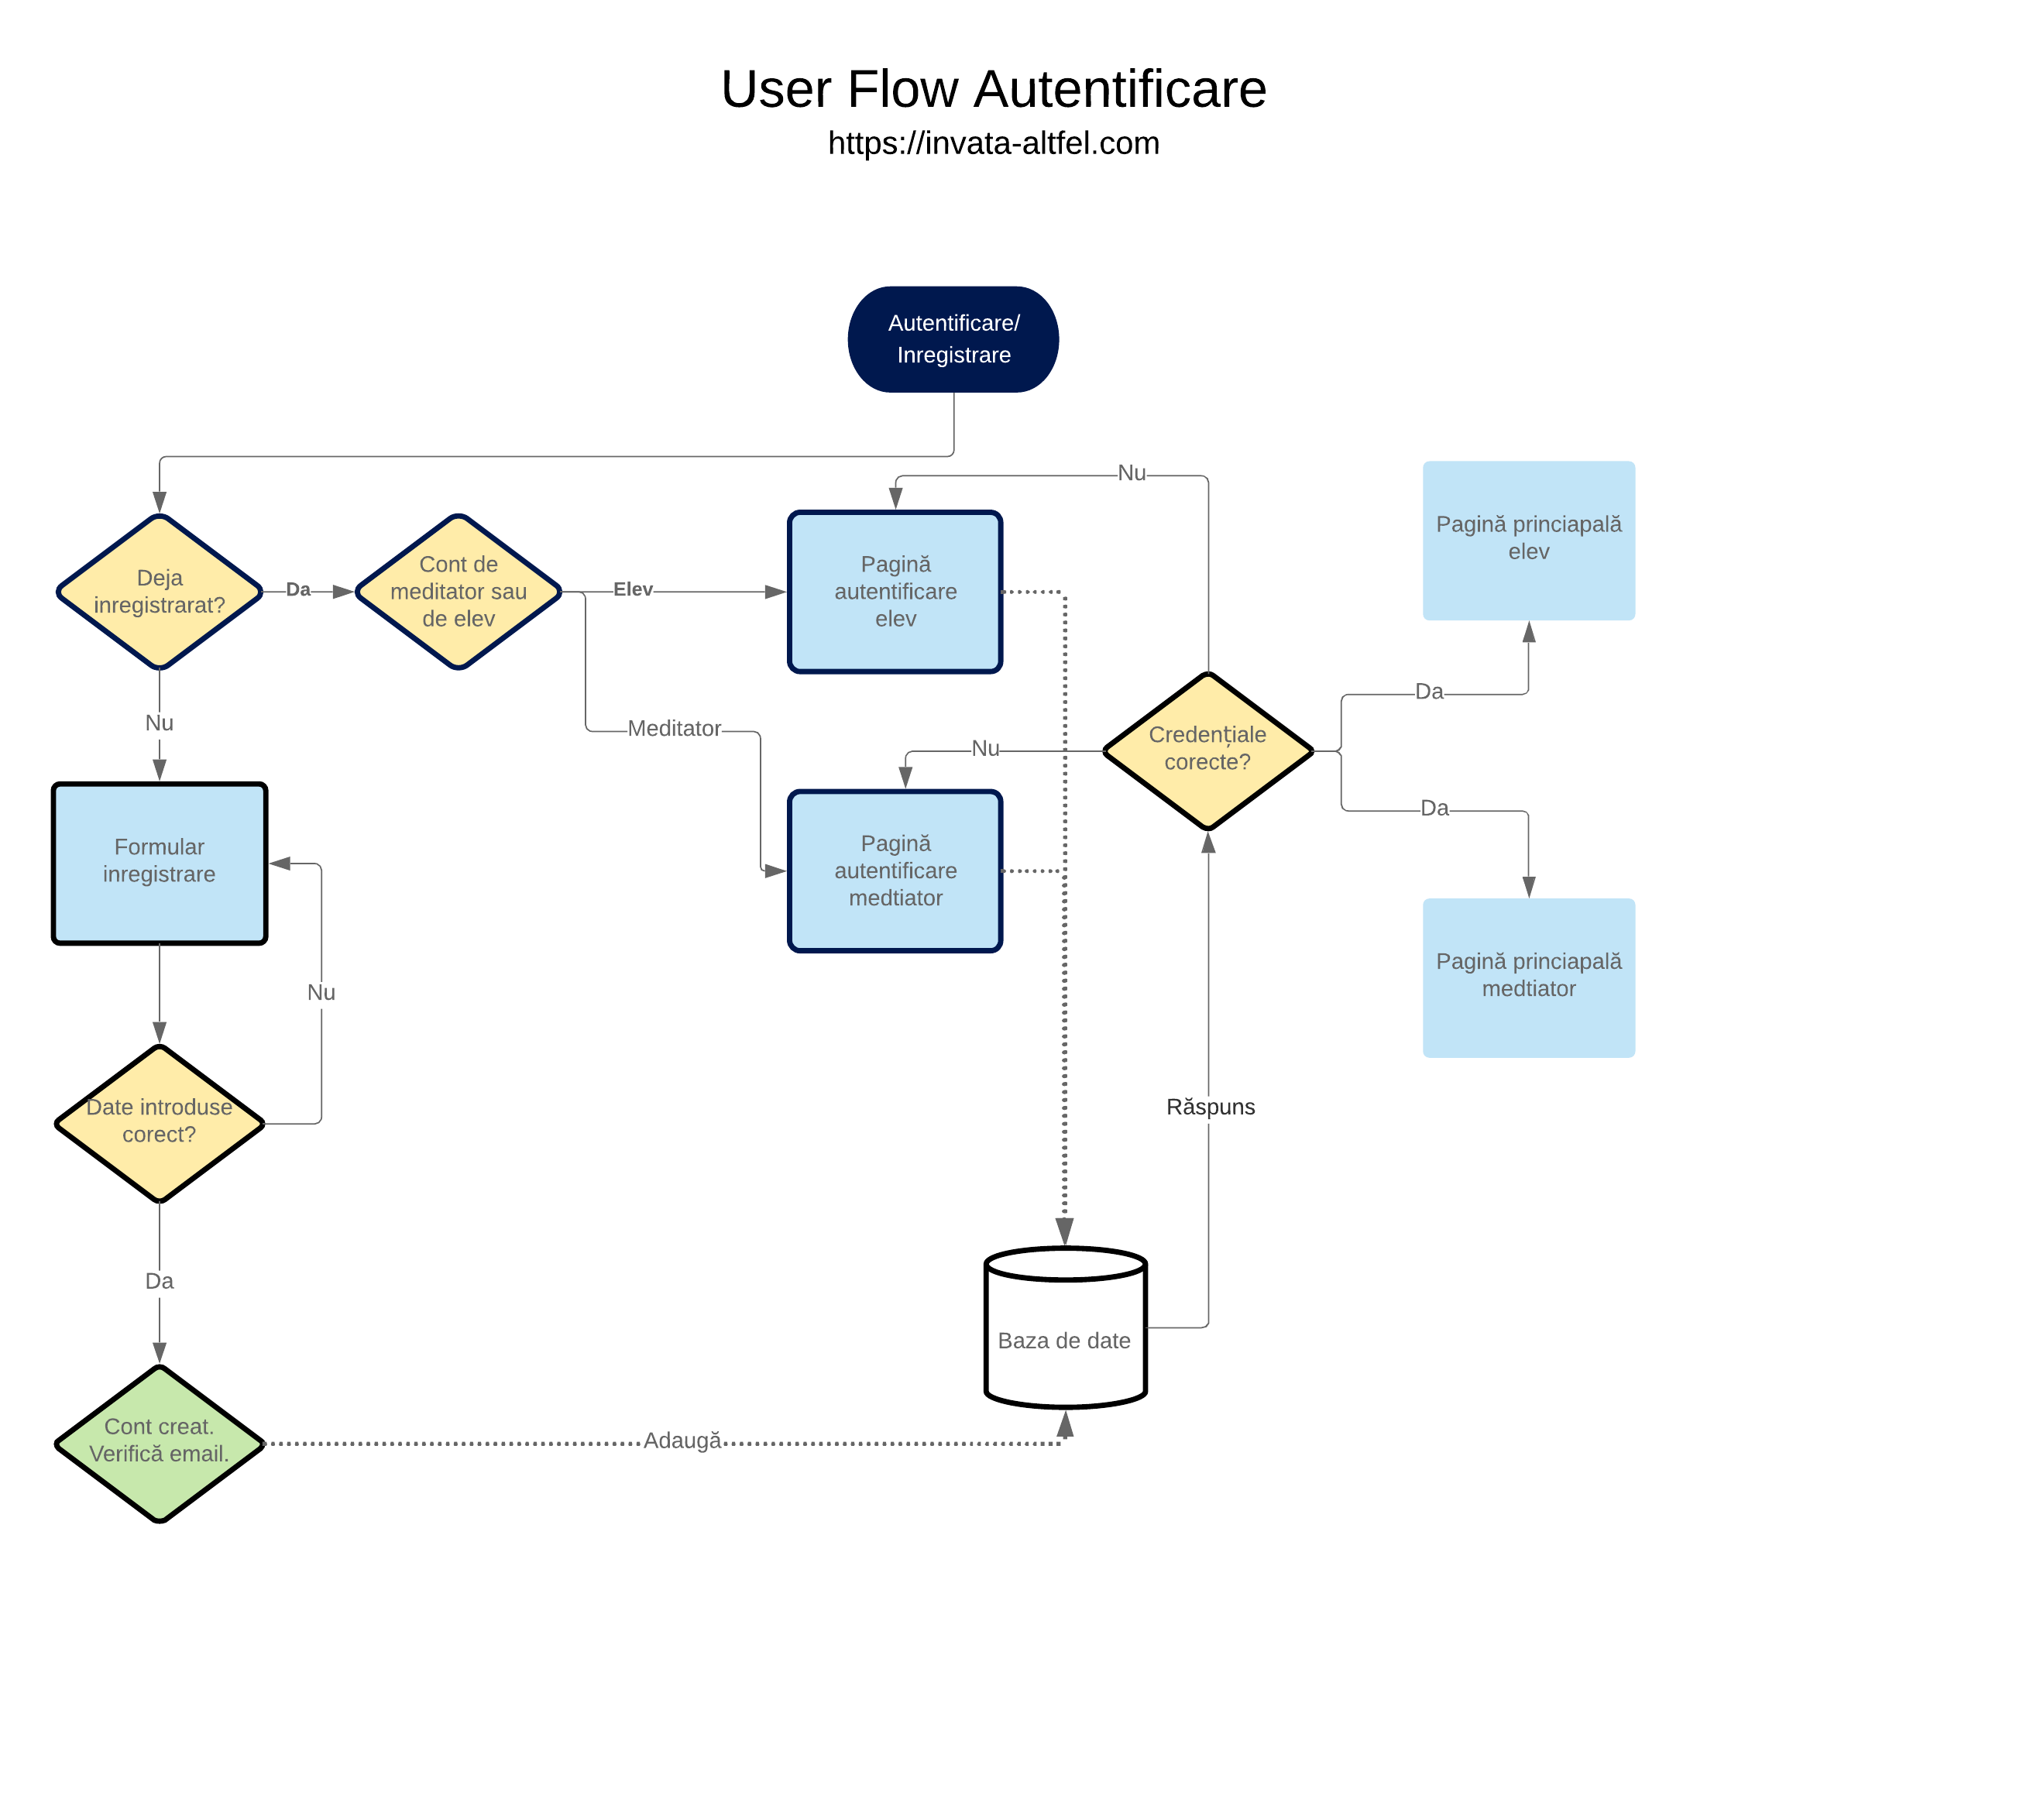 User Flow Autentificare
https://invata-altfel.com
Autentificare/
Inregistrare
Nu
Pagină princiapală
elev
Deja
inregistrarat?
Da
Cont de
meditator sau
de elev
Elev
Pagină
autentificare
elev
Nu
Meditator
Nu
Credențiale
corecte?
Da
Da
Formular
inregistrare
Pagină
autentificare
medtiator
Pagină princiapală
medtiator
Nu
Date introduse
corect?
Răspuns
Da
Baza de date
Cont creat.
Verifică email.
Adaugă